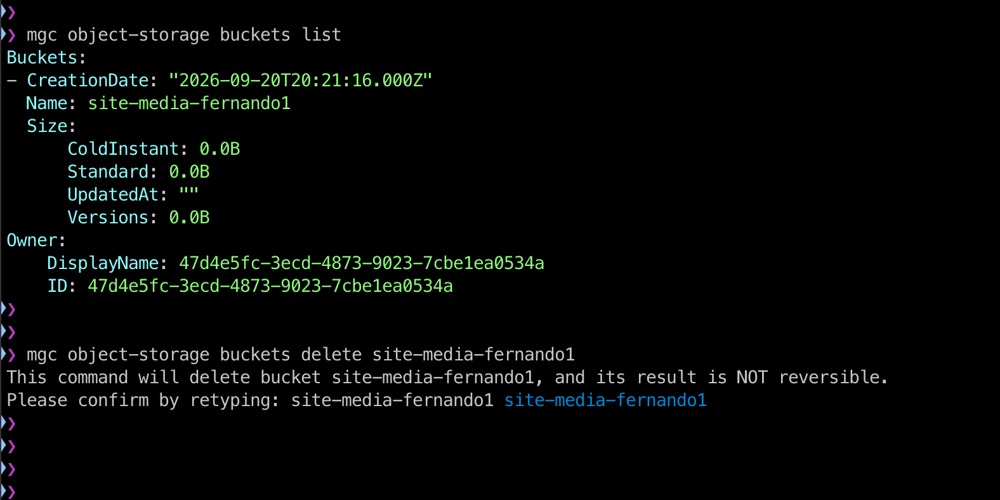 ❯
❯ mgc object-storage buckets list
Buckets:
- CreationDate: "2026-09-20T20:21:16.000Z"
  Name: site-media-fernando1
  Size:
      ColdInstant: 0.0B
      Standard: 0.0B
      UpdatedAt: ""
      Versions: 0.0B
Owner:
    DisplayName: 47d4e5fc-3ecd-4873-9023-7cbe1ea0534a
    ID: 47d4e5fc-3ecd-4873-9023-7cbe1ea0534a
❯
❯
❯ mgc object-storage buckets delete site-media-fernando1
This command will delete bucket site-media-fernando1, and its result is NOT reversible.
Please confirm by retyping: site-media-fernando1 site-media-fernando1
❯
❯
❯
❯